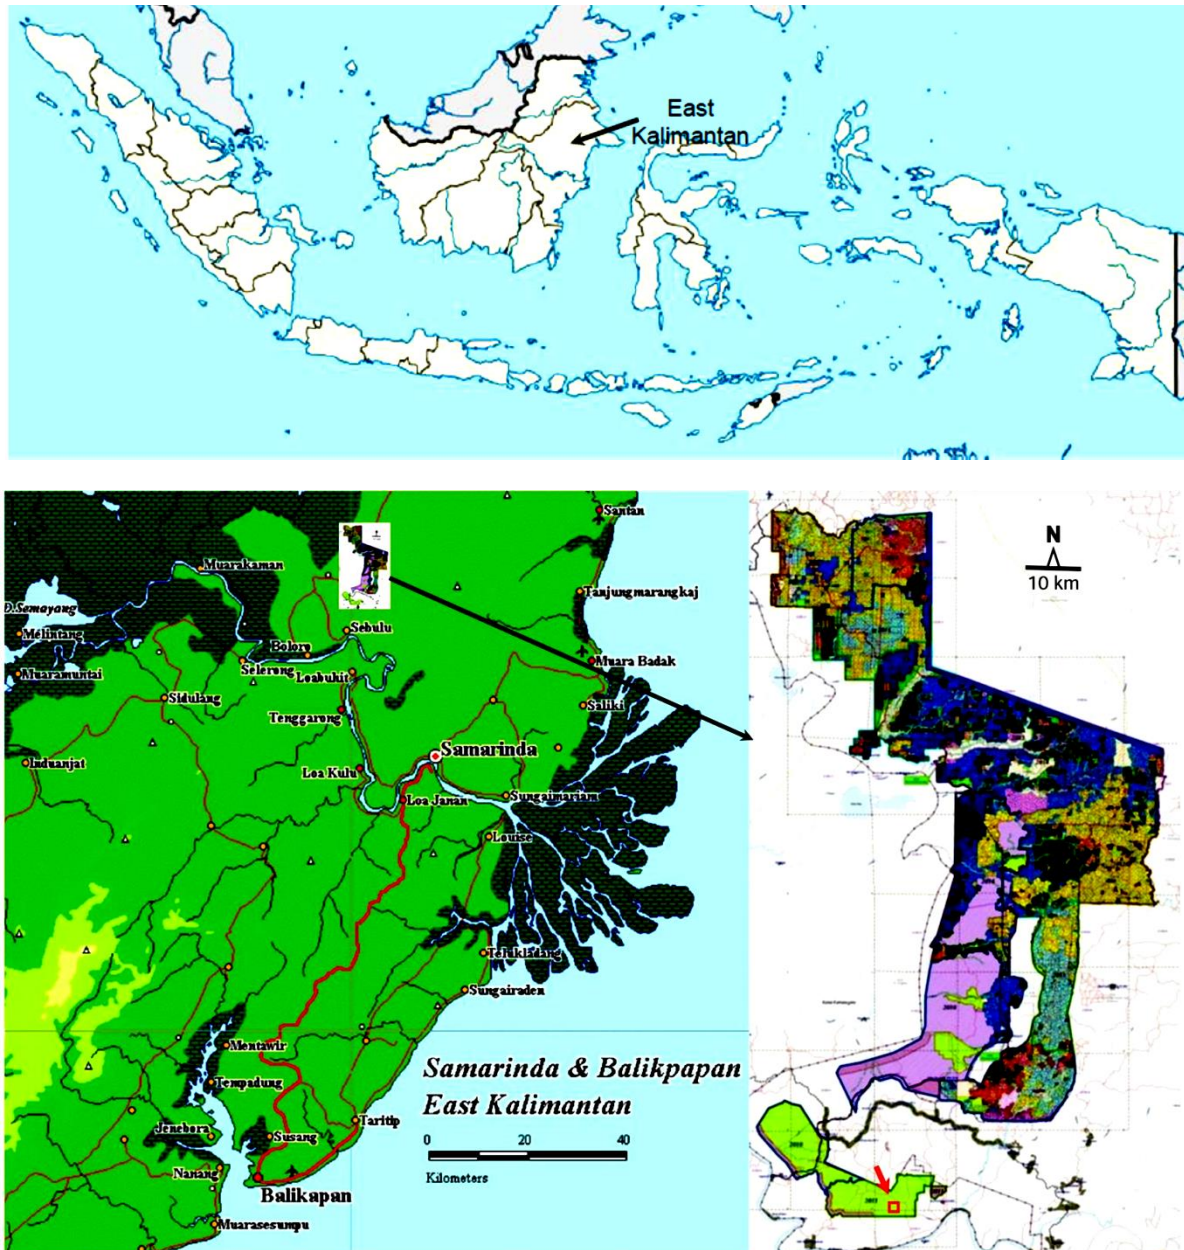 East
Kalimantan
Santan
Muarakaman
D.Semayang
Tanjungmarangkaj
Melintang
Sebulu
Boloro
Muara Badak
Selerong
Loabukit
Muaramuntai
Sidulang
Saliki
Tenggarong
Samarinda
Induanjat
Loa Kulu
Sungaimariam
Loa Janan
Louise
Telukladang
Sungairaden
Mentawir
Samarinda & Balikpapan
East Kalimantan
Tempadung
Taritip
Jenebora
Susang
0 20 40
Kilometers
Nanang
Balikapan
Muarasesumpu
N
10 km